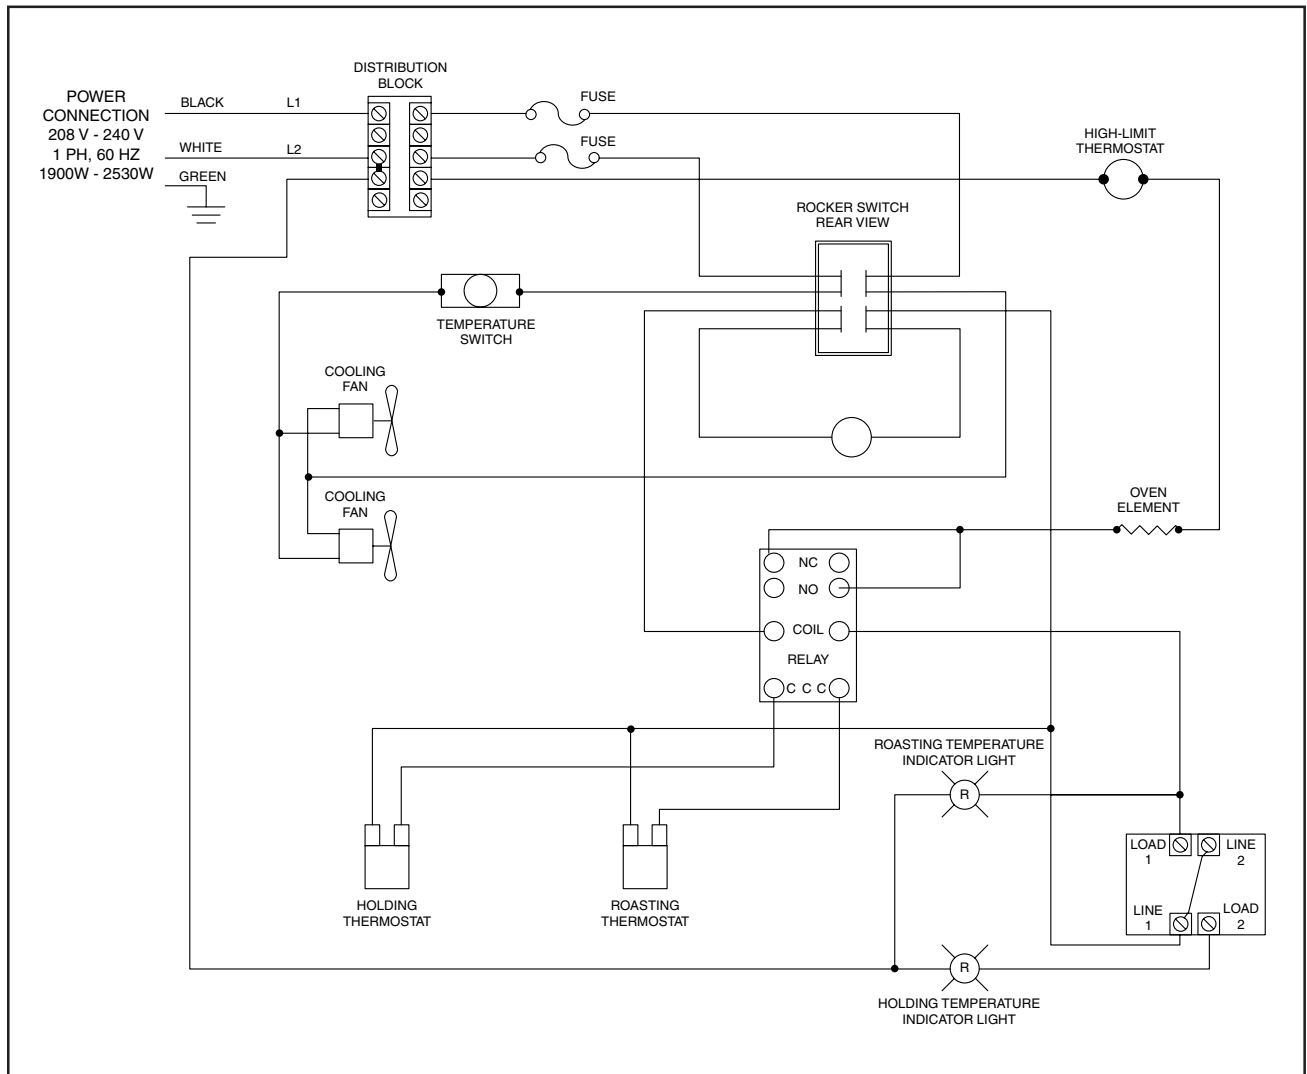 DISTRIBUTION
BLOCK
POWER
CONNECTION
208 V - 240 V
1 PH, 60 HZ
1900W - 2530W
BLACK
L1
WHITE
L2
GREEN
FUSE
FUSE
HIGH-LIMIT
THERMOSTAT
ROCKER SWITCH
REAR VIEW
TEMPERATURE
SWITCH
COOLING
FAN
COOLING
FAN
OVEN
ELEMENT
NC
NO
COIL
RELAY
C C C
ROASTING TEMPERATURE
INDICATOR LIGHT
R
LOAD
1
LINE
2
LINE
1
LOAD
2
HOLDING
THERMOSTAT
ROASTING
THERMOSTAT
R
HOLDING TEMPERATURE
INDICATOR LIGHT